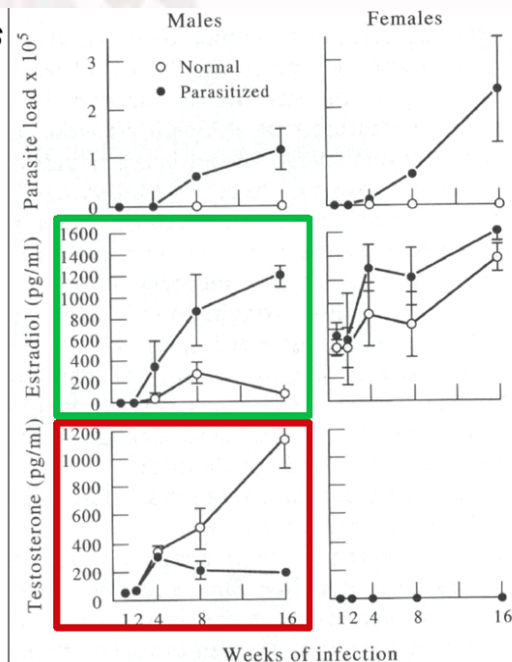 Males
Females
Parasite load x 10⁵
3
2
1
0
Normal
Parasitized
Estradiol (pg/ml)
1600
1400
1200
1000
800
600
400
200
0
Testosterone (pg/ml)
1200
1000
800
600
400
200
0
1 2 4 8 16
1 2 4 8 16
Weeks of infection